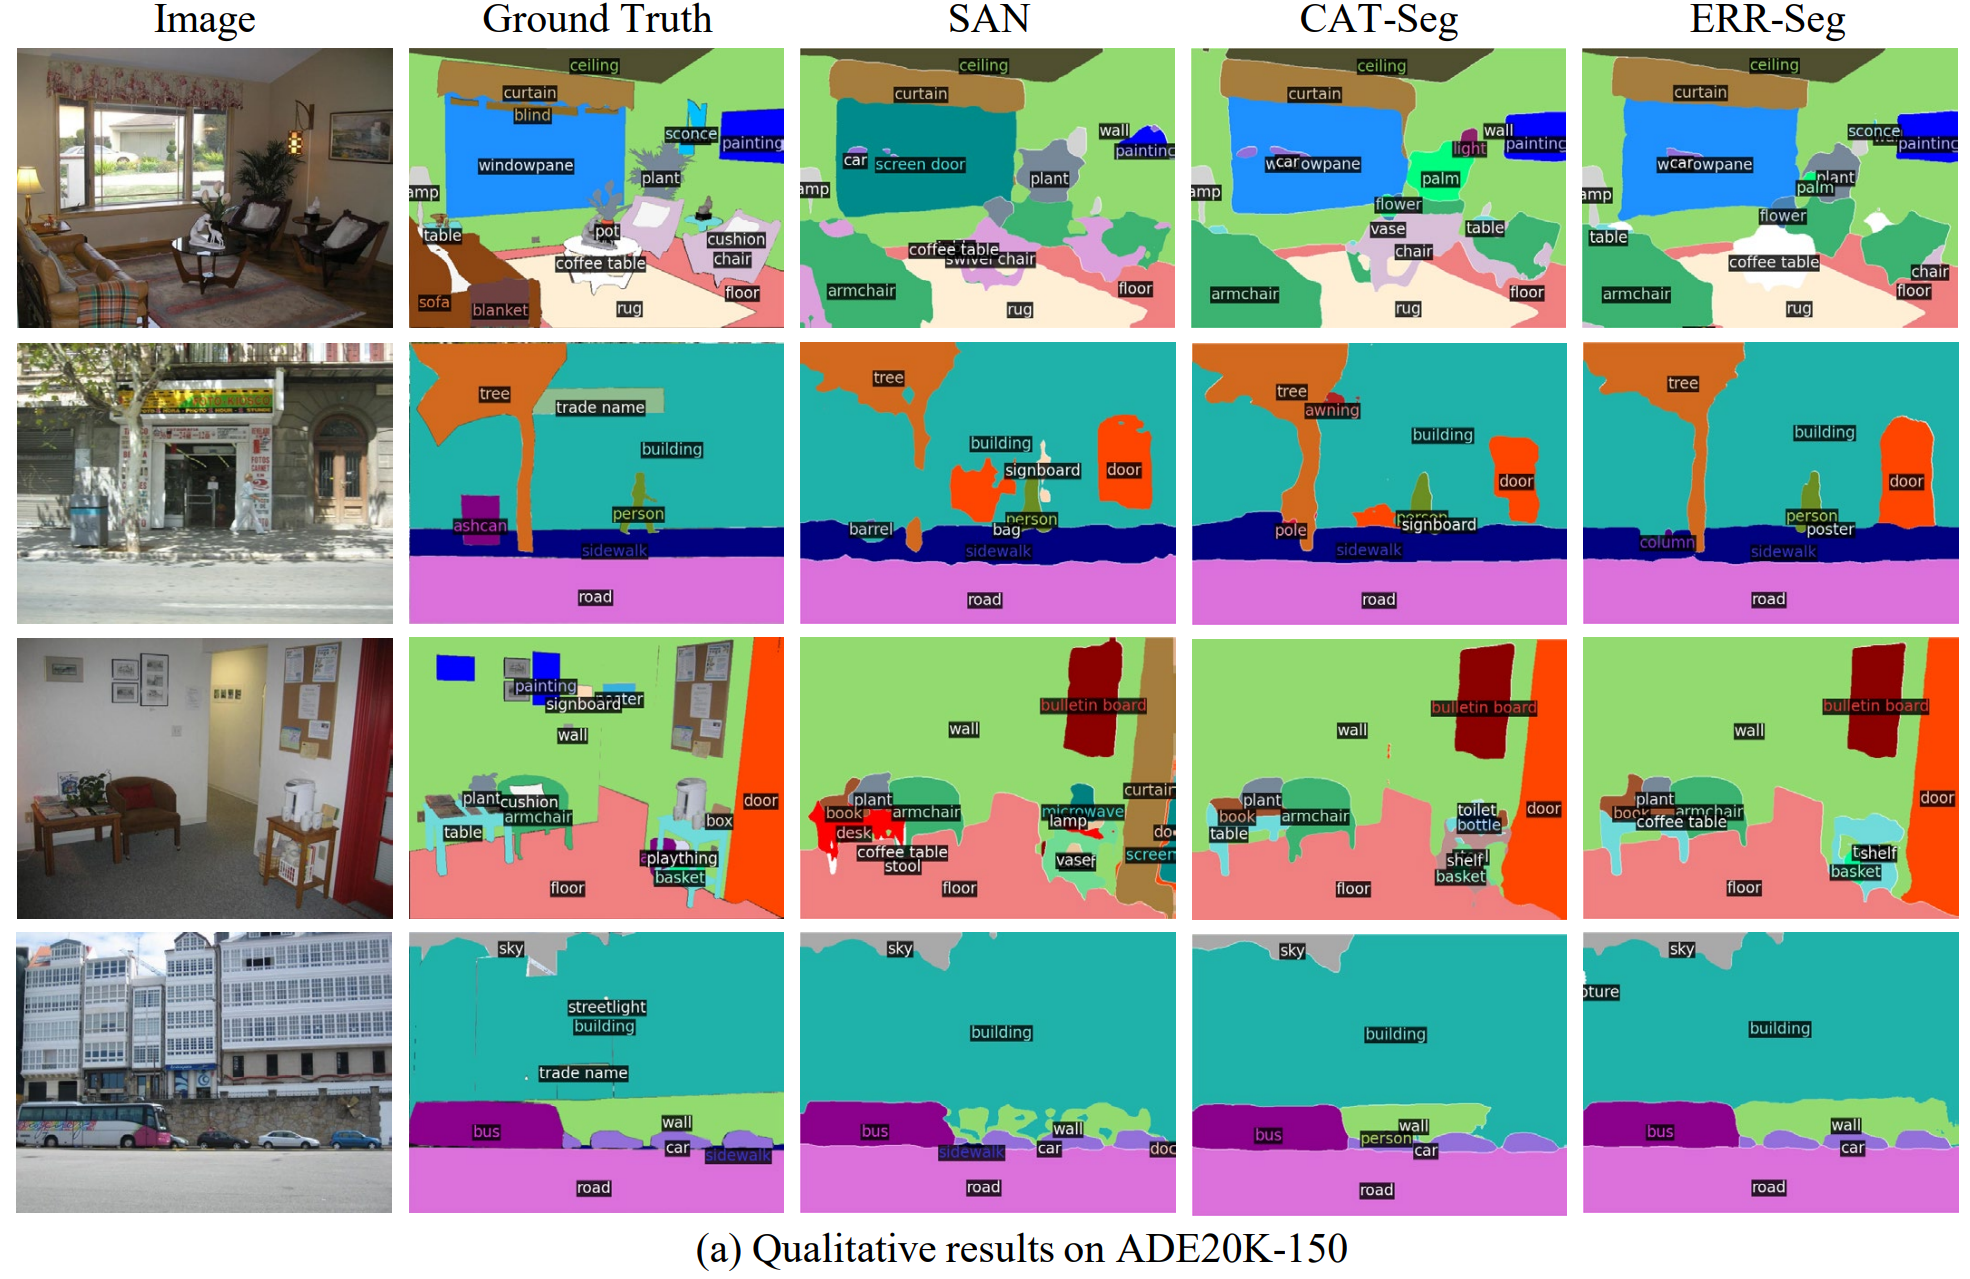 Image
Ground Truth
SAN
CAT-Seg
ERR-Seg
ceiling
curtain
blind
sconce
painting
windowpane
plant
amp
table
pot
cushion
chair
coffee table
sofa
blanket
rug
floor
ceiling
curtain
wall
painting
car
screen door
plant
amp
coffee table
chair
armchair
floor
rug
ceiling
curtain
wall
light
painting
car
owpane
palm
amp
flower
vase
table
chair
armchair
floor
rug
ceiling
curtain
sconce
painting
car
owpane
plant
palm
amp
flower
table
coffee table
chair
armchair
floor
rug
tree
trade name
building
ashcan
person
sidewalk
road
tree
building
signboard
door
barrel
person
bag
sidewalk
road
tree
awning
building
door
person
signboard
pole
sidewalk
road
tree
building
door
person
poster
column
sidewalk
road
painting
signboard
ter
wall
plant
cushion
armchair
table
box
door
plaything
basket
floor
bulletin board
wall
curtain
plant
book
armchair
microwave
lamp
desk
do
coffee table
stool
vase
screen
floor
bulletin board
wall
plant
book
armchair
table
toilet
bottle
door
shelf
basket
floor
bulletin board
wall
plant
book
armchair
coffee table
door
shelf
basket
floor
sky
streetlight
building
trade name
wall
bus
car
sidewalk
road
sky
building
bus
wall
sidewalk
car
doo
road
sky
building
bus
wall
person
car
road
sky
oture
building
bus
wall
car
road
(a) Qualitative results on ADE20K-150